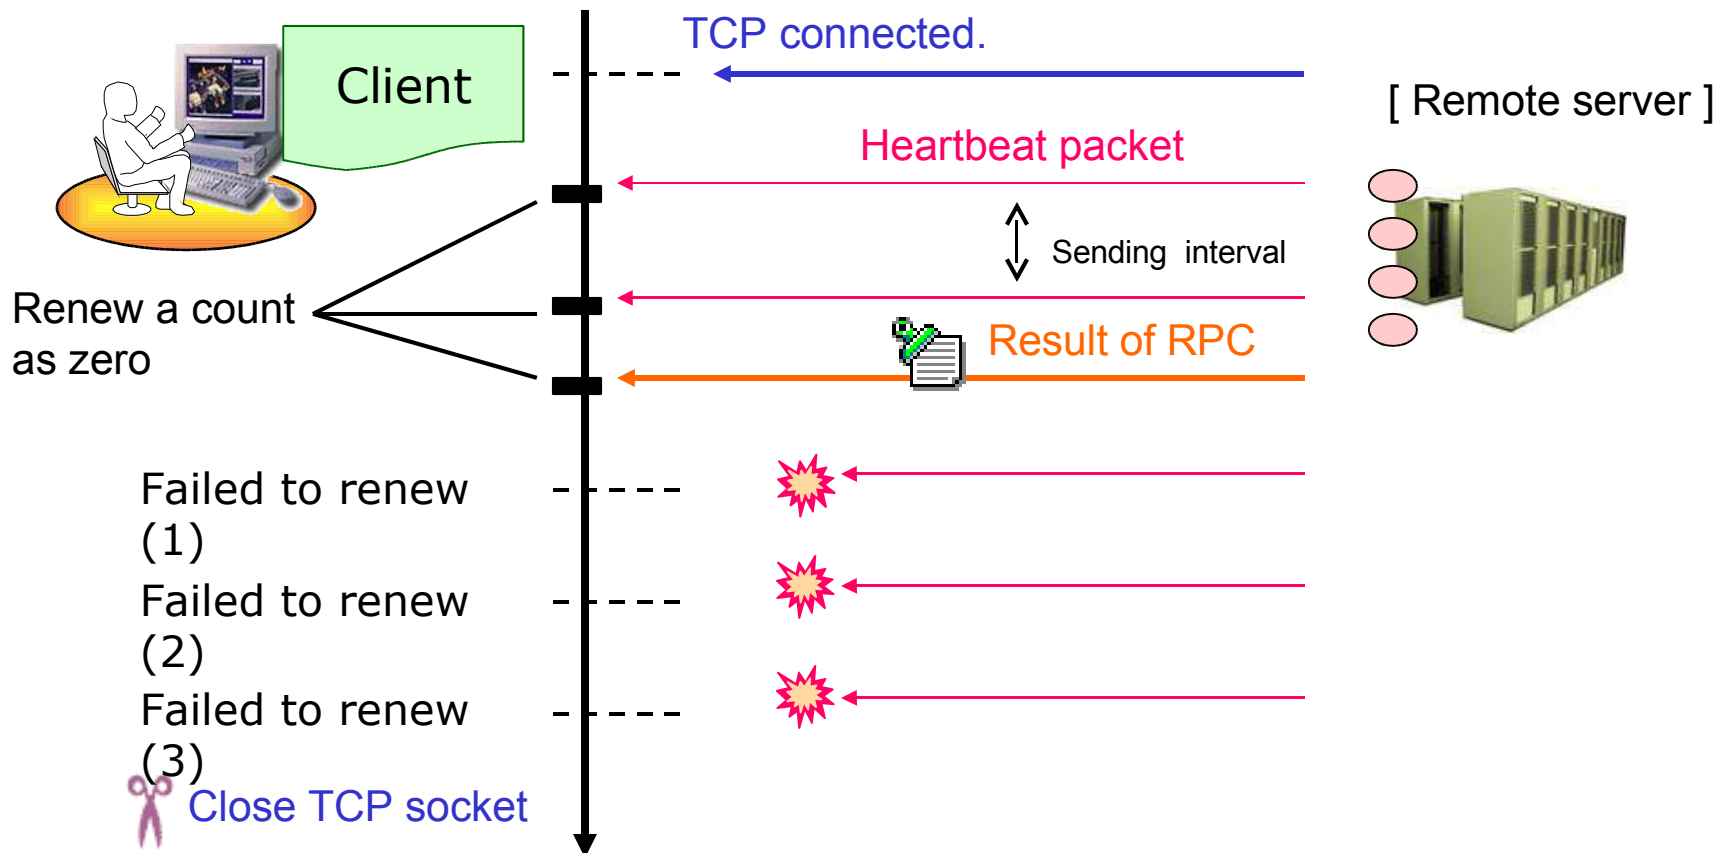 TCP connected.
Client
[ Remote server ]
Heartbeat packet
Sending interval
Renew a count
as zero
Result of RPC
Failed to renew
(1)
Failed to renew
(2)
Failed to renew
(3)
Close TCP socket